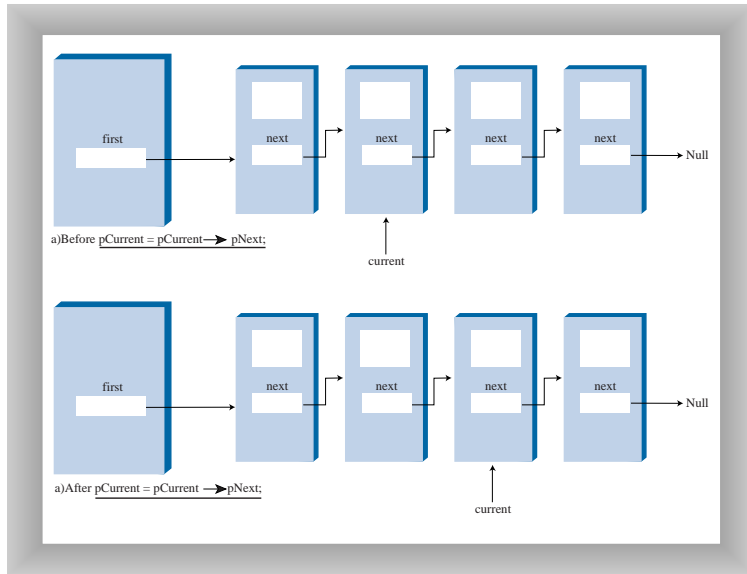 first
next
next
next
next
Null
a)Before pCurrent = pCurrent → pNext;
current
first
next
next
next
next
Null
a)After pCurrent = pCurrent → pNext;
current